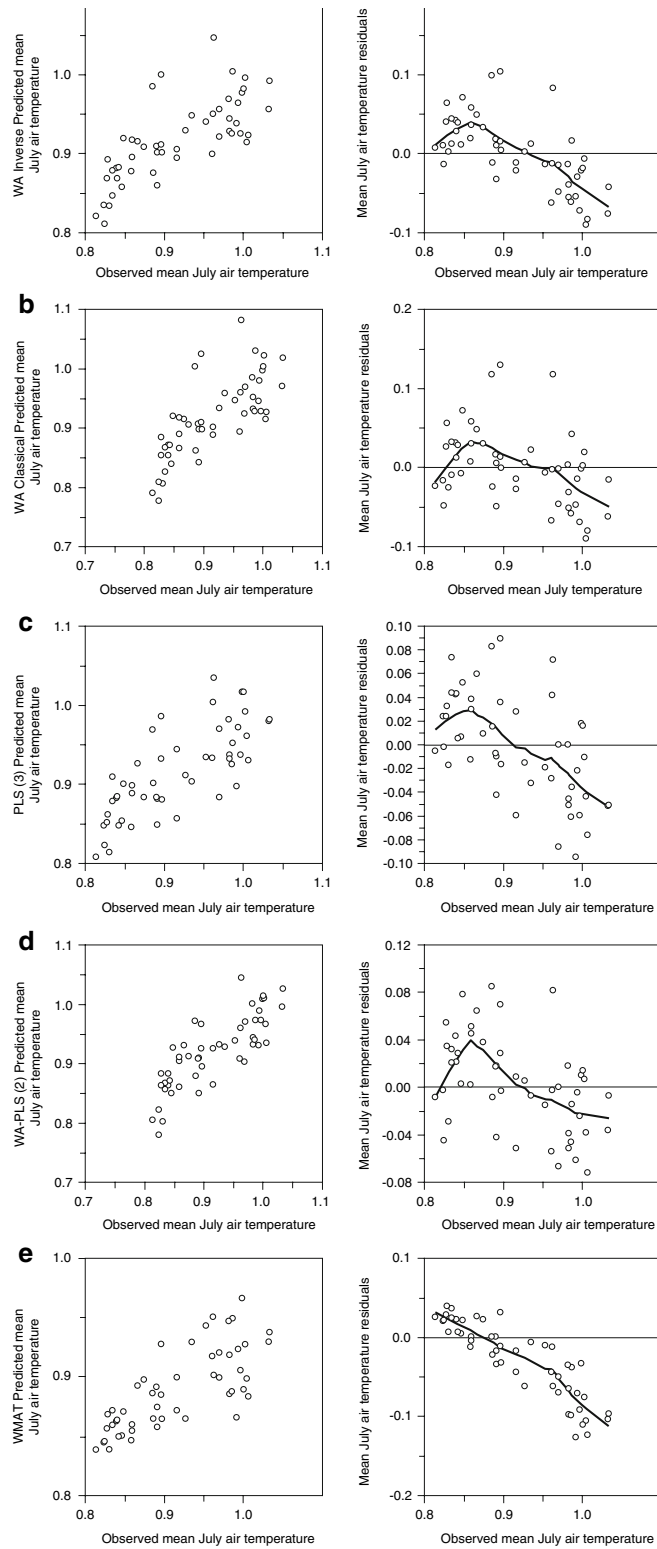 WA Inverse Predicted mean
July air temperature
1.0
0.9
0.8
0.8
0.9
1.0
1.1
Observed mean July air temperature
Mean July air temperature residuals
0.1
0.0
-0.1
0.8
0.9
1.0
Observed mean July air temperature
b
WA Classical Predicted mean
July air temperature
1.1
1.0
0.9
0.8
0.7
0.7
0.8
0.9
1.0
1.1
Observed mean July air temperature
Mean July air temperature residuals
0.2
0.1
0.0
-0.1
0.8
0.9
1.0
Observed mean July air temperature
c
PLS (3) Predicted mean
July air temperature
1.1
1.0
0.9
0.8
0.8
0.9
1.0
1.1
Observed mean July air temperature
Mean July air temperature residuals
0.10
0.08
0.06
0.04
0.02
0.00
-0.02
-0.04
-0.06
-0.08
-0.10
0.8
0.9
1.0
Observed mean July air temperature
d
WA-PLS (2) Predicted mean
July air temperature
1.1
1.0
0.9
0.8
0.7
0.7
0.8
0.9
1.0
1.1
Observed mean July air temperature
Mean July air temperature residuals
0.12
0.08
0.04
0.00
-0.04
-0.08
0.8
0.9
1.0
Observed mean July air temperature
e
WMAT Predicted mean
July air temperature
1.0
0.9
0.8
0.8
0.9
1.0
1.1
Observed mean July air temperature
Mean July air temperature residuals
0.1
0.0
-0.1
-0.2
0.8
0.9
1.0
Observed mean July air temperature